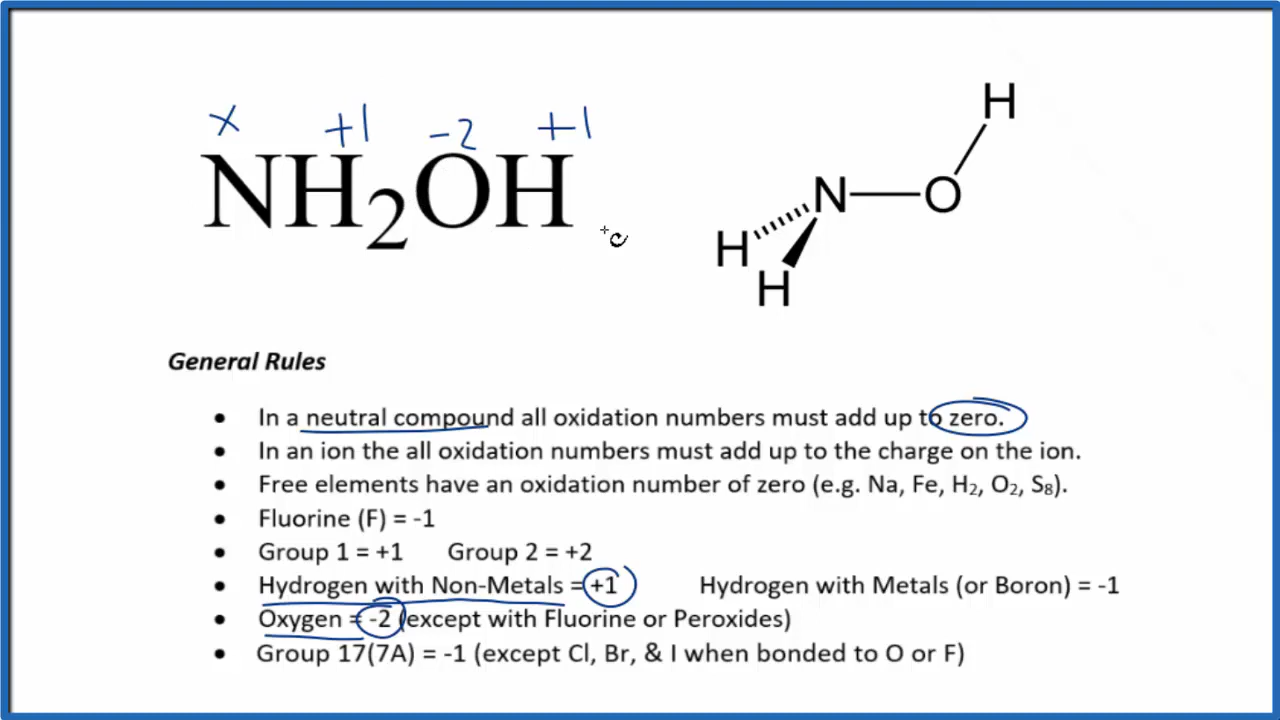 x +1 -2 +1
NH₂OH
H
N O
H
H
General Rules
• In a neutral compound all oxidation numbers must add up to zero.
• In an ion the all oxidation numbers must add up to the charge on the ion.
• Free elements have an oxidation number of zero (e.g. Na, Fe, H₂, O₂, S₈).
• Fluorine (F) = -1
• Group 1 = +1 Group 2 = +2
• Hydrogen with Non-Metals = +1 Hydrogen with Metals (or Boron) = -1
• Oxygen = -2 (except with Fluorine or Peroxides)
• Group 17(7A) = -1 (except Cl, Br, & I when bonded to O or F)